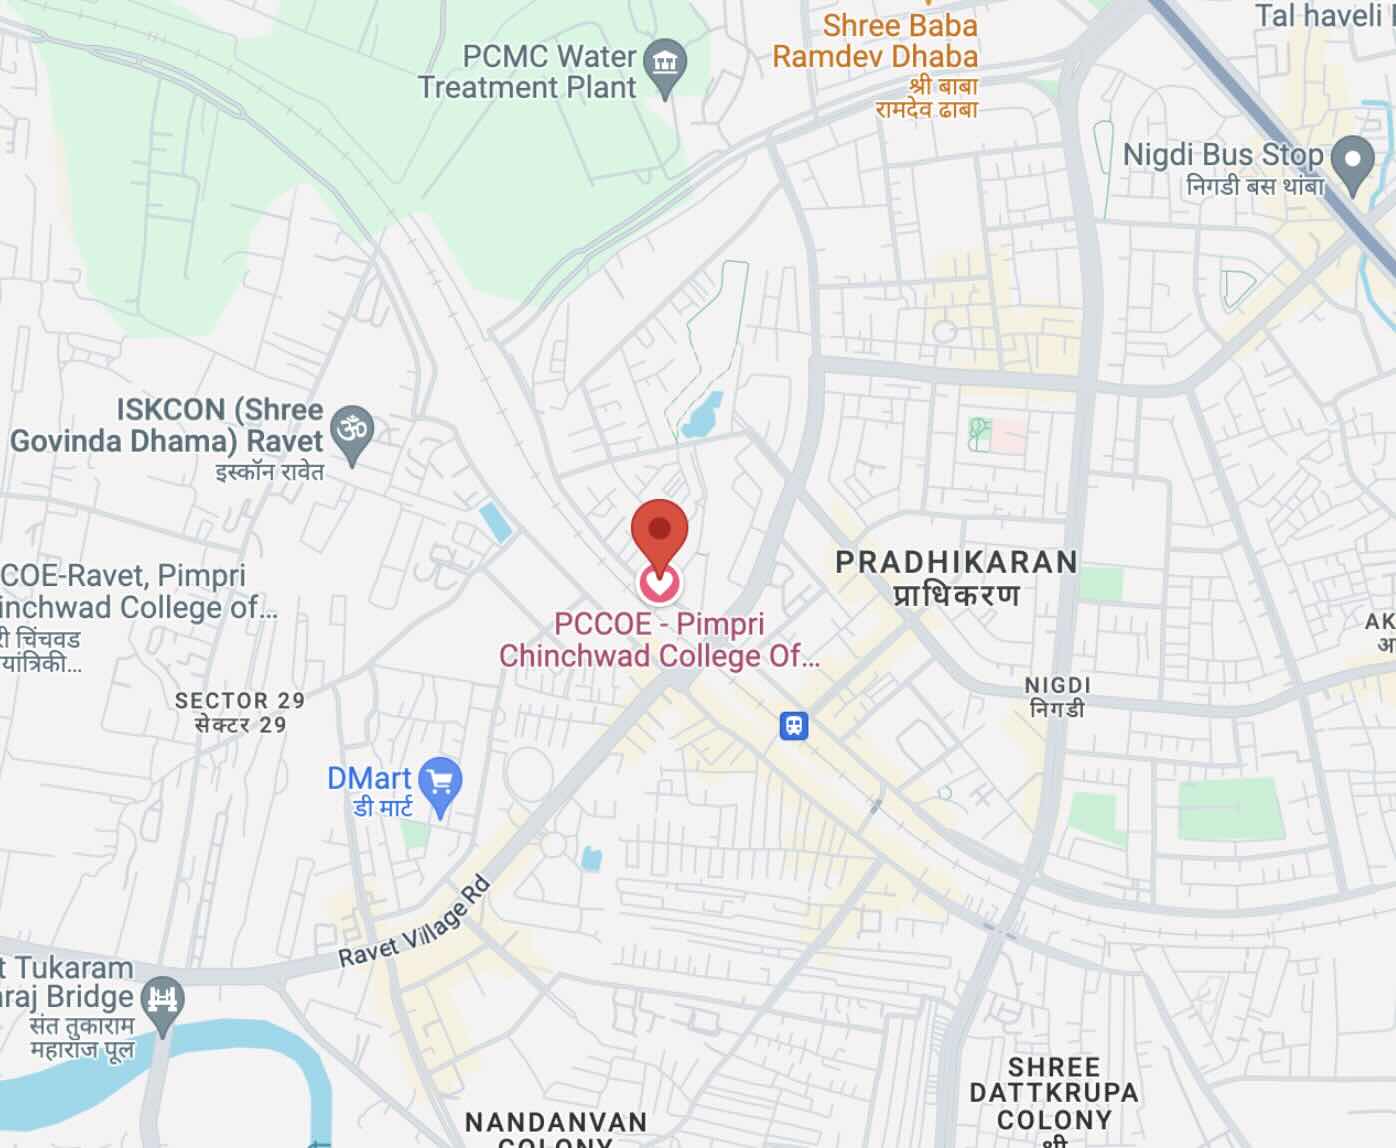 Shree Baba
Ramdev Dhaba
श्री बाबा
रामदेव ढाबा
Tal haveli
PCMC Water
Treatment Plant
Nigdi Bus Stop
निगडी बस थांबा
ISKCON (Shree
Govinda Dhama) Ravet
इस्कॉन रावेत
PRADHIKARAN
प्राधिकरण
COE-Ravet, Pimpri
inchwad College of...
री चिंचवड
यांत्रिकी...
PCCOE - Pimpri
Chinchwad College Of...
AK
अ
SECTOR 29
सेक्टर 29
NIGDI
निगडी
DMart
डी मार्ट
Ravet Village Rd
t Tukaram
raj Bridge
संत तुकाराम
महाराज पूल
SHREE
DATTKRUPA
COLONY
श्री
NANDANVAN
COLONY